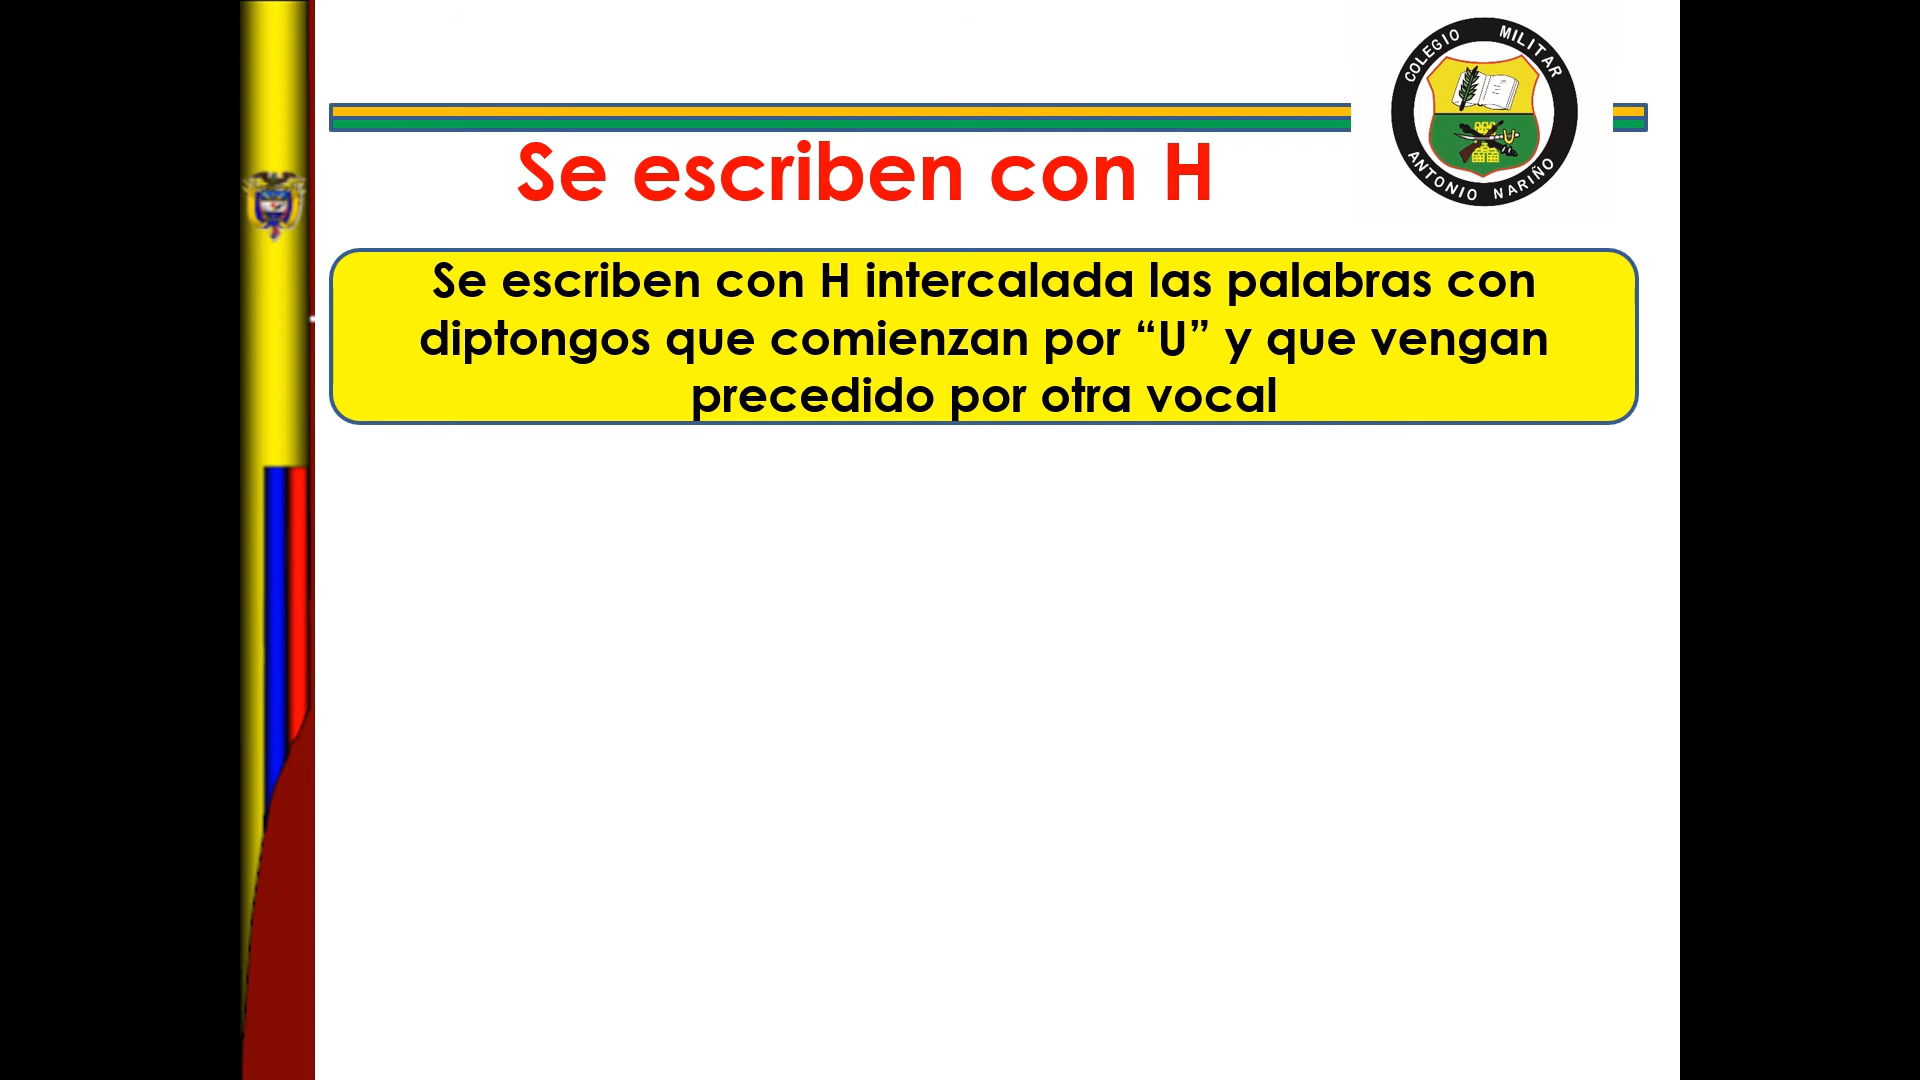 COLEGIO MILITAR
ANTONIO NARIÑO
Se escriben con H
Se escriben con H intercalada las palabras con
diptongos que comienzan por “U” y que vengan
precedido por otra vocal